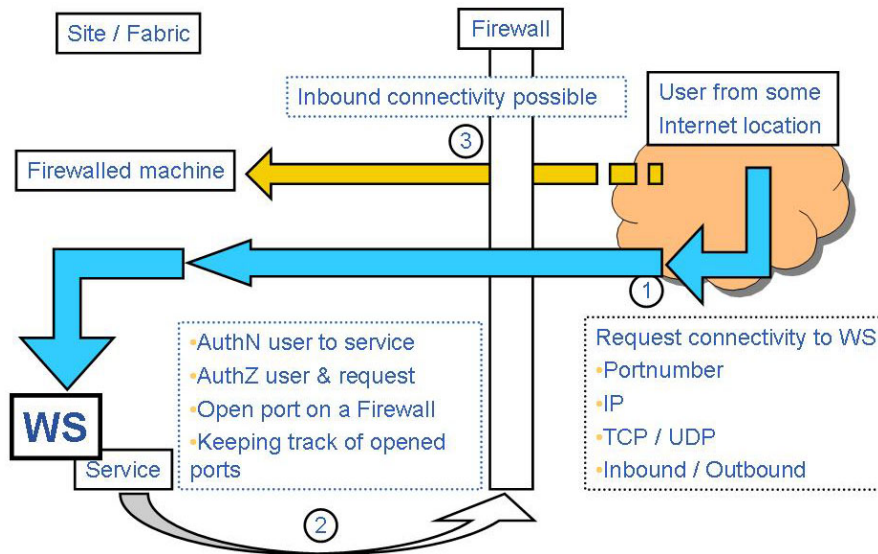 Site / Fabric
Firewall
Inbound connectivity possible
User from some
Internet location
3
Firewalled machine
1
•AuthN user to service
•AuthZ user & request
•Open port on a Firewall
•Keeping track of opened
ports
Request connectivity to WS
•Portnumber
•IP
•TCP / UDP
•Inbound / Outbound
WS
Service
2